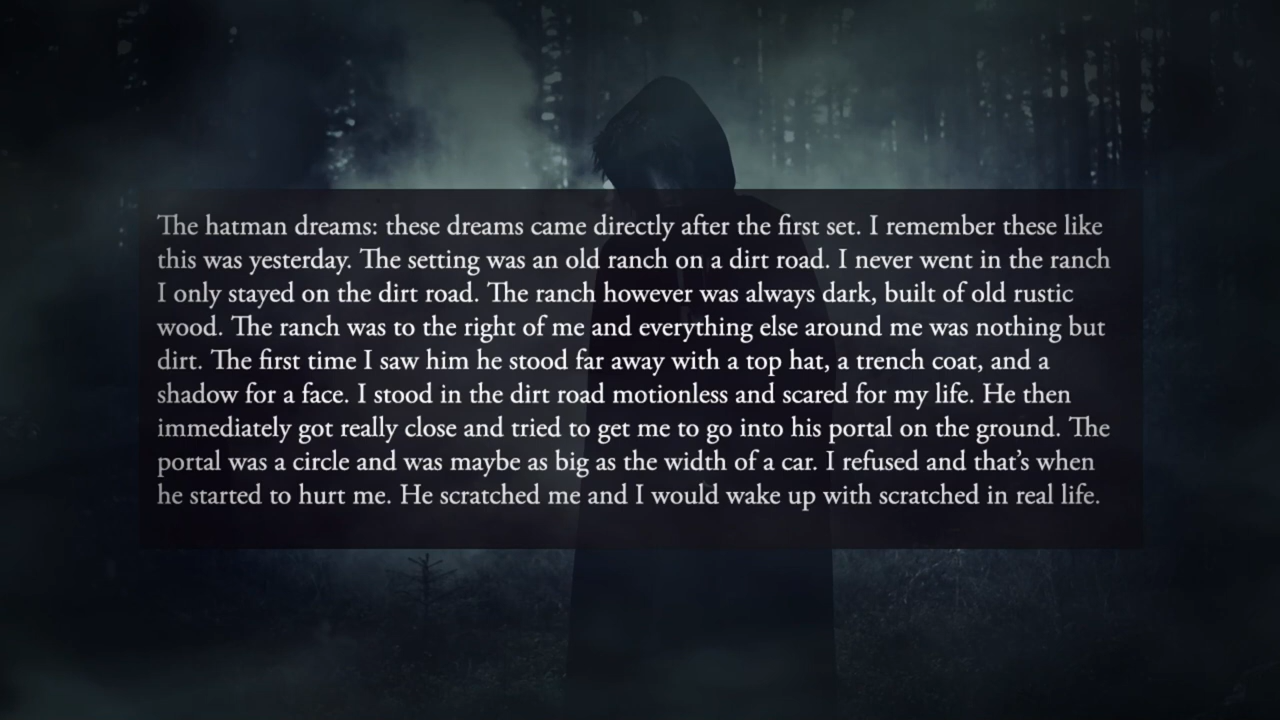 The hatman dreams: these dreams came directly after the first set. I remember these like
this was yesterday. The setting was an old ranch on a dirt road. I never went in the ranch
I only stayed on the dirt road. The ranch however was always dark, built of old rustic
wood. The ranch was to the right of me and everything else around me was nothing but
dirt. The first time I saw him he stood far away with a top hat, a trench coat, and a
shadow for a face. I stood in the dirt road motionless and scared for my life. He then
immediately got really close and tried to get me to go into his portal on the ground. The
portal was a circle and was maybe as big as the width of a car. I refused and that’s when
he started to hurt me. He scratched me and I would wake up with scratched in real life.